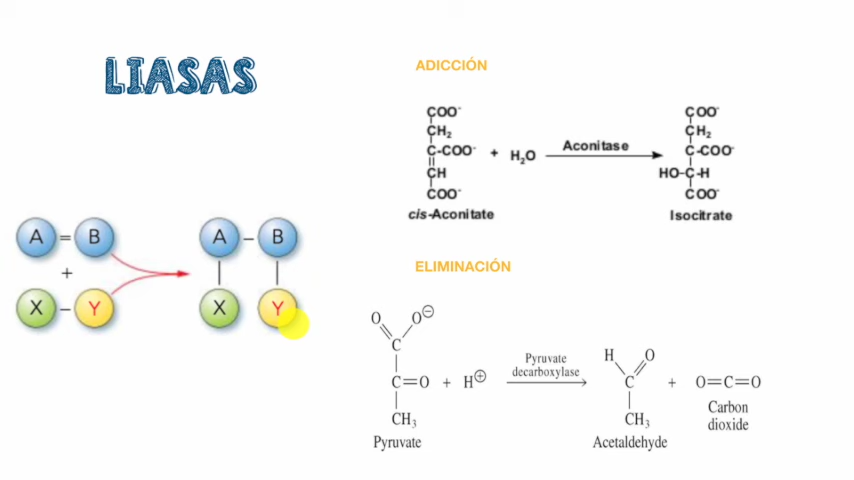 LIASAS
A = B
+
X – Y
A – B
X Y
ADICCIÓN
COO-
CH2
C-COO- + H2O
CH
COO-
cis-Aconitate
Aconitase
COO-
CH2
C-COO-
HO-C-H
COO-
Isocitrate
ELIMINACIÓN
O O⊖
C
C=O + H⊕
CH3
Pyruvate
Pyruvate
decarboxylase
H O
C
CH3
Acetaldehyde
+ O=C=O
Carbon
dioxide